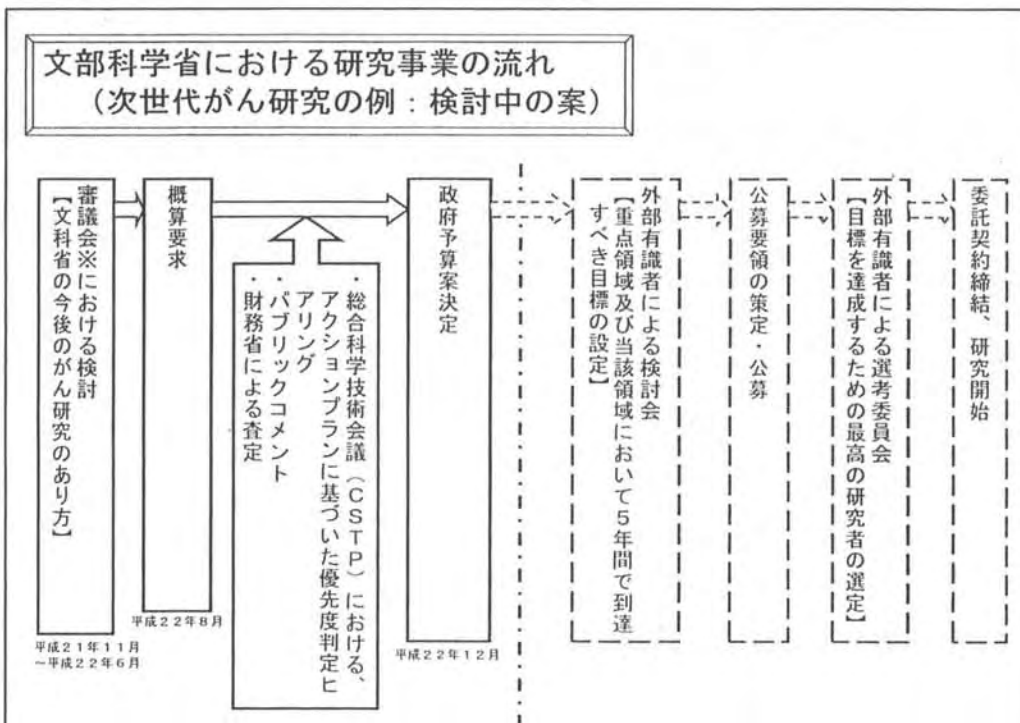 文部科学省における研究事業の流れ
（次世代がん研究の例：検討中の案）
審議会※における検討
【文科省の今後のがん研究のあり方】
平成２１年１１月
～平成２２年６月
概算要求
平成２２年８月
・総合科学技術会議（ＣＳＴＰ）における、
アクションプランに基づいた優先度判定ヒ
アリング
・パブリックコメント
・財務省による査定
政府予算案決定
平成２２年１２月
外部有識者による検討会
【重点領域及び当該領域において５年間で到達
すべき目標の設定】
公募要領の策定・公募
外部有識者による選考委員会
【目標を達成するための最高の研究者の選定】
委託契約締結、研究開始